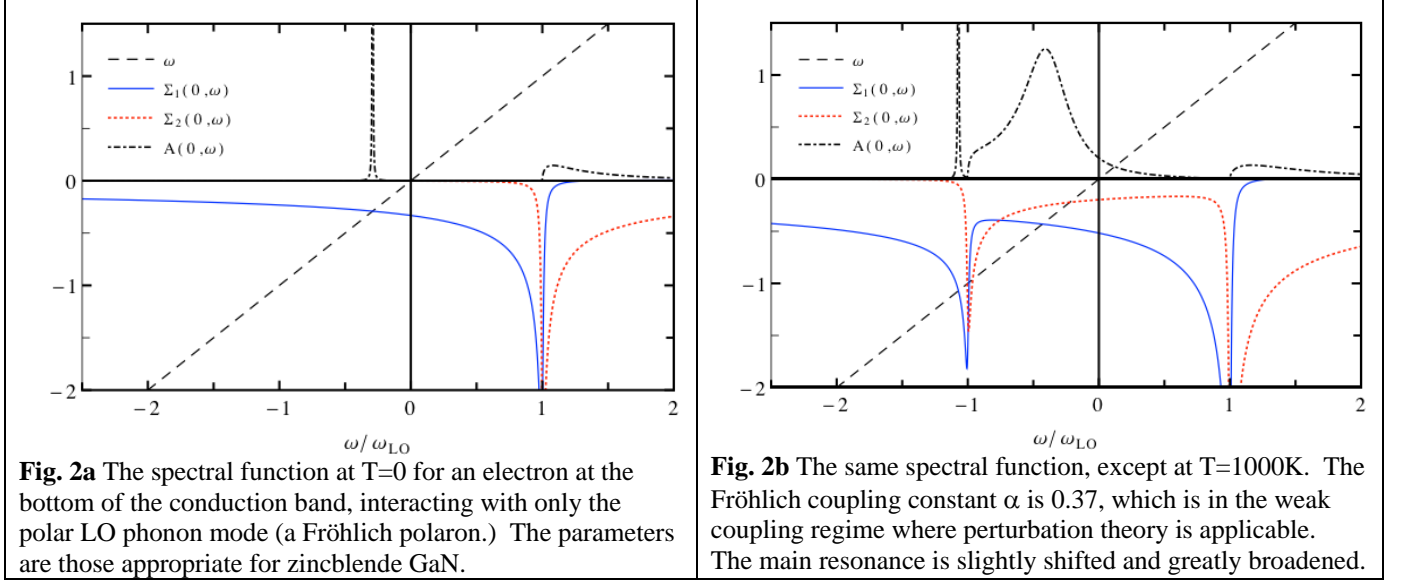 1
0
−1
−2
−2
−1
0
1
2
ω
Σ₁(0,ω)
Σ₂(0,ω)
A(0,ω)
ω/ω_LO
Fig. 2a The spectral function at T=0 for an electron at the
bottom of the conduction band, interacting with only the
polar LO phonon mode (a Fröhlich polaron.) The parameters
are those appropriate for zincblende GaN.
1
0
−1
−2
−2
−1
0
1
2
ω
Σ₁(0,ω)
Σ₂(0,ω)
A(0,ω)
ω/ω_LO
Fig. 2b The same spectral function, except at T=1000K. The
Fröhlich coupling constant α is 0.37, which is in the weak
coupling regime where perturbation theory is applicable.
The main resonance is slightly shifted and greatly broadened.